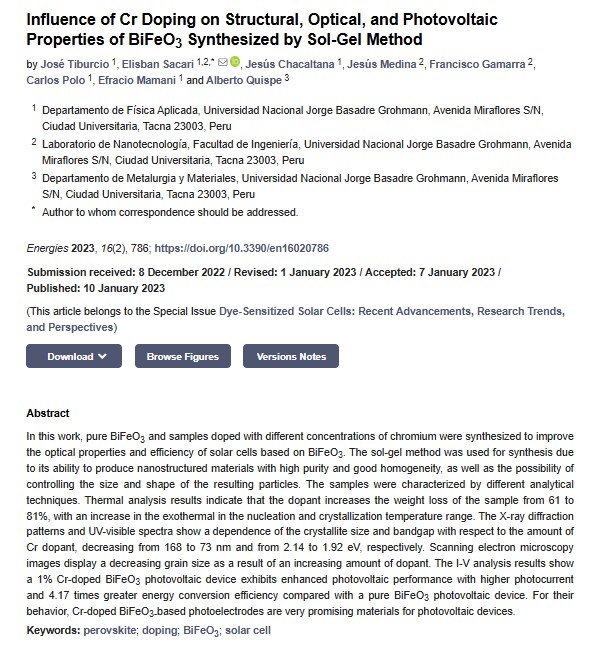 Influence of Cr Doping on Structural, Optical, and Photovoltaic
Properties of BiFeO3 Synthesized by Sol-Gel Method
by José Tiburcio 1, Elisban Sacari 1,2,*, Jesús Chacaltana 1, Jesús Medina 2, Francisco Gamarra 2,
Carlos Polo 1, Efracio Mamani 1 and Alberto Quispe 3
1 Departamento de Física Aplicada, Universidad Nacional Jorge Basadre Grohmann, Avenida Miraflores S/N,
Ciudad Universitaria, Tacna 23003, Peru
2 Laboratorio de Nanotecnología, Facultad de Ingeniería, Universidad Nacional Jorge Basadre Grohmann, Avenida
Miraflores S/N, Ciudad Universitaria, Tacna 23003, Peru
3 Departamento de Metalurgia y Materiales, Universidad Nacional Jorge Basadre Grohmann, Avenida Miraflores
S/N, Ciudad Universitaria, Tacna 23003, Peru
* Author to whom correspondence should be addressed.
Energies 2023, 16(2), 786; https://doi.org/10.3390/en16020786
Submission received: 8 December 2022 / Revised: 1 January 2023 / Accepted: 7 January 2023 /
Published: 10 January 2023
(This article belongs to the Special Issue Dye-Sensitized Solar Cells: Recent Advancements, Research Trends,
and Perspectives)
Download Browse Figures Versions Notes
Abstract
In this work, pure BiFeO3 and samples doped with different concentrations of chromium were synthesized to improve
the optical properties and efficiency of solar cells based on BiFeO3. The sol-gel method was used for synthesis due
to its ability to produce nanostructured materials with high purity and good homogeneity, as well as the possibility of
controlling the size and shape of the resulting particles. The samples were characterized by different analytical
techniques. Thermal analysis results indicate that the dopant increases the weight loss of the sample from 61 to
81%, with an increase in the exothermal in the nucleation and crystallization temperature range. The X-ray diffraction
patterns and UV-visible spectra show a dependence of the crystallite size and bandgap with respect to the amount of
Cr dopant, decreasing from 168 to 73 nm and from 2.14 to 1.92 eV, respectively. Scanning electron microscopy
images display a decreasing grain size as a result of an increasing amount of dopant. The I-V analysis results show
a 1% Cr-doped BiFeO3 photovoltaic device exhibits enhanced photovoltaic performance with higher photocurrent
and 4.17 times greater energy conversion efficiency compared with a pure BiFeO3 photovoltaic device. For their
behavior, Cr-doped BiFeO3-based photoelectrodes are very promising materials for photovoltaic devices.
Keywords: perovskite; doping; BiFeO3; solar cell